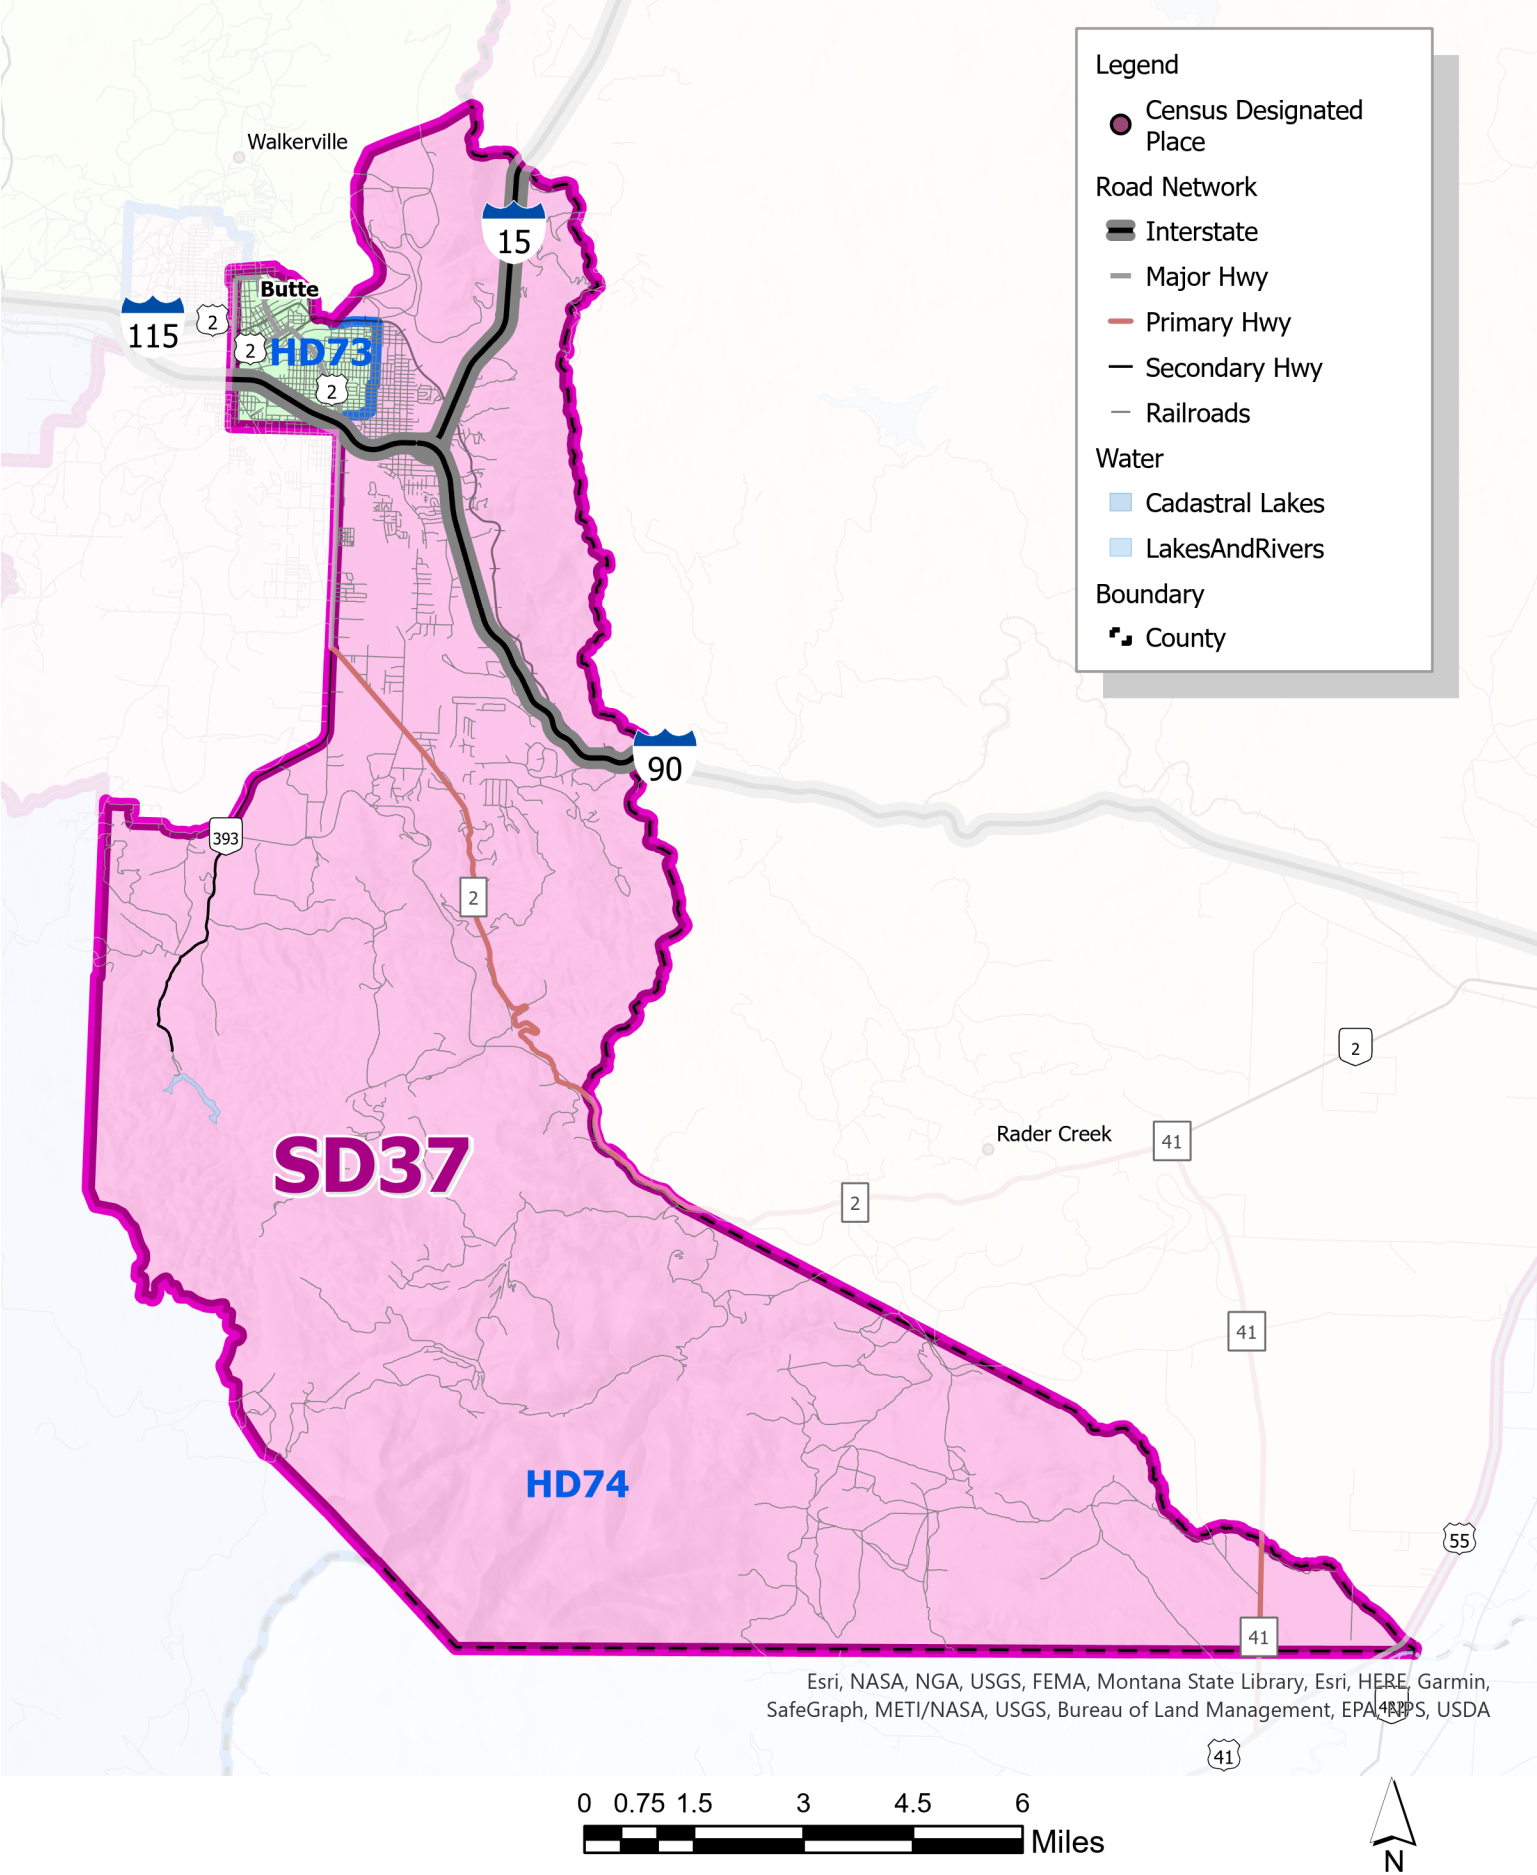 Legend
Census Designated
Place
Road Network
Interstate
Major Hwy
Primary Hwy
Secondary Hwy
Railroads
Water
Cadastral Lakes
LakesAndRivers
Boundary
County
Walkerville
15
Butte
115
2
2
HD73
2
90
393
2
2
Rader Creek
41
SD37
2
41
HD74
55
41
Esri, NASA, NGA, USGS, FEMA, Montana State Library, Esri, HERE, Garmin,
SafeGraph, METI/NASA, USGS, Bureau of Land Management, EPA, NPS, USDA
41
0 0.75 1.5 3 4.5 6
Miles
N